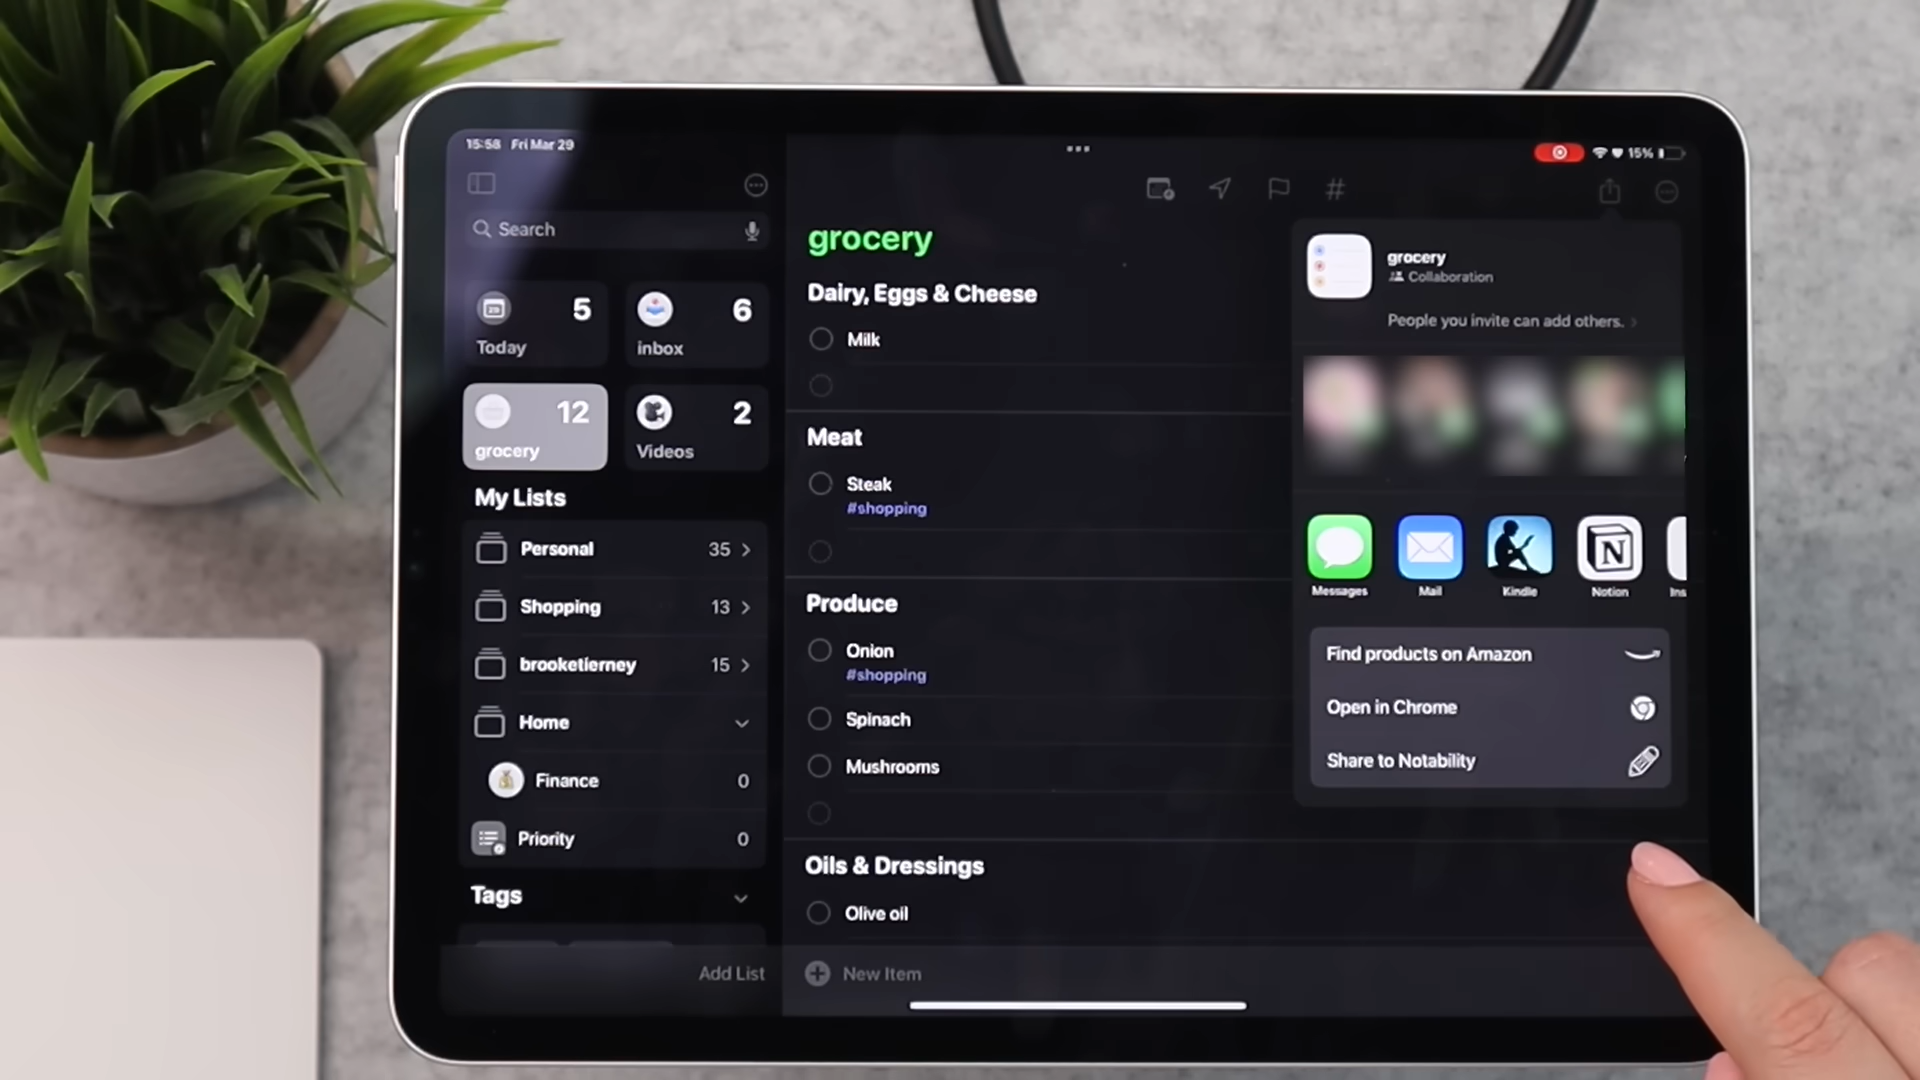 15:58 Fri Mar 29
15%
Search
Today
5
inbox
6
grocery
12
Videos
2
My Lists
Personal 35
Shopping 13
brooketierney 15
Home
Finance 0
Priority 0
Tags
Add List
#
grocery
Dairy, Eggs & Cheese
Milk
Meat
Steak
#shopping
Produce
Onion
#shopping
Spinach
Mushrooms
Oils & Dressings
Olive oil
New Item
grocery
Collaboration
People you invite can add others.
N
Messages Mail Kindle Notion Ins
Find products on Amazon
Open in Chrome
Share to Notability